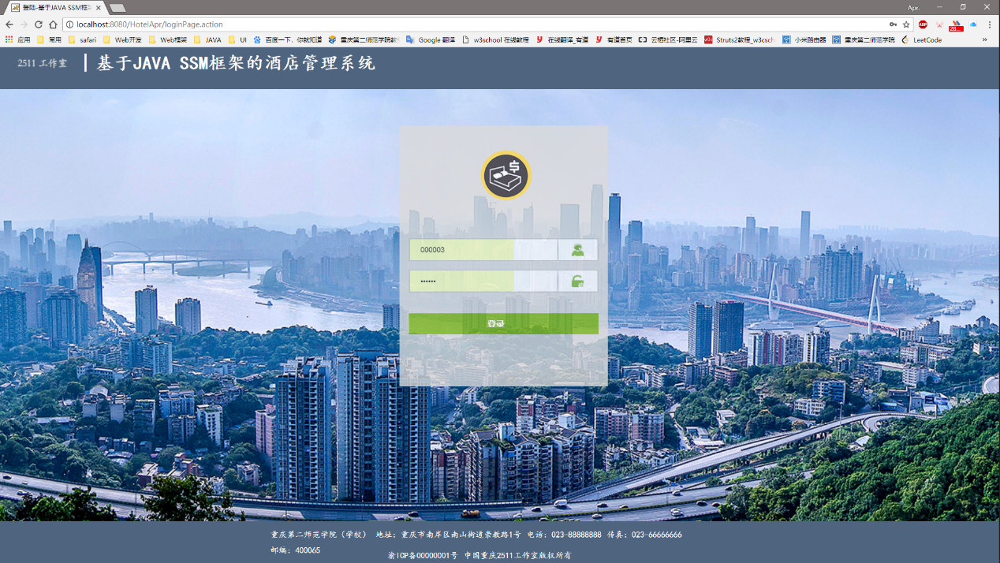 登陆-基于JAVA SSM框
Apr.
localhost:8080/HotelApr/loginPage.action
应用 常用 safari Web开发 Web框架 JAVA UI 百度一下，你就知道 重庆第二师范学院教 Google 翻译 w3school 在线教程 在线翻译_有道 有道首页 云栖社区-阿里云 Struts2教程_w3csch 小米路由器 重庆第二师范学院 LeetCode »
2511 工作室 | 基于JAVA SSM框架的酒店管理系统
000003
••••••
登录
重庆第二师范学院（学校） 地址：重庆市南岸区南山街道崇教路1号 电话：023-88888888 传真：023-66666666
邮编：400065
渝ICP备00000001号 中国重庆2511工作室版权所有